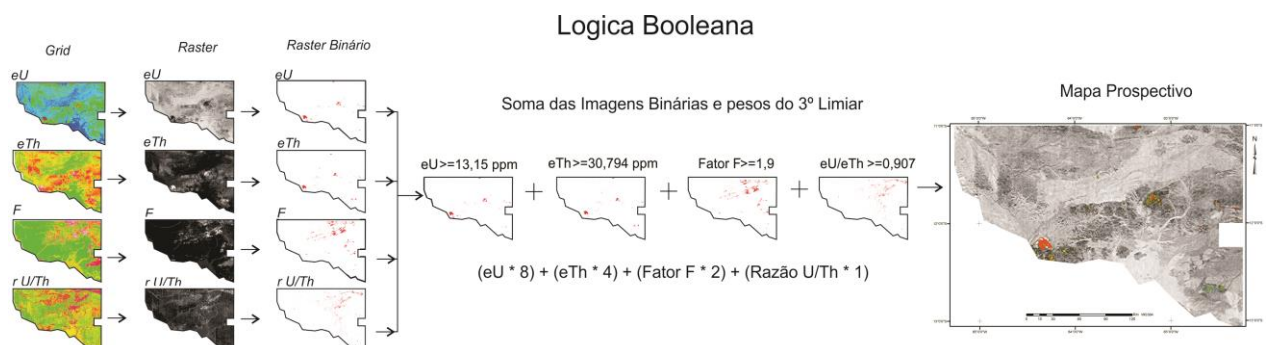 Logica Booleana
Grid
Raster
Raster Binário
eU
eU
eU
eTh
eTh
eTh
F
F
F
r U/Th
r U/Th
r U/Th
Soma das Imagens Binárias e pesos do 3º Limiar
eU>=13,15 ppm
+
eTh>=30,794 ppm
+
Fator F>=1,9
+
eU/eTh >=0,907
(eU * 8) + (eTh * 4) + (Fator F * 2) + (Razão U/Th * 1)
Mapa Prospectivo